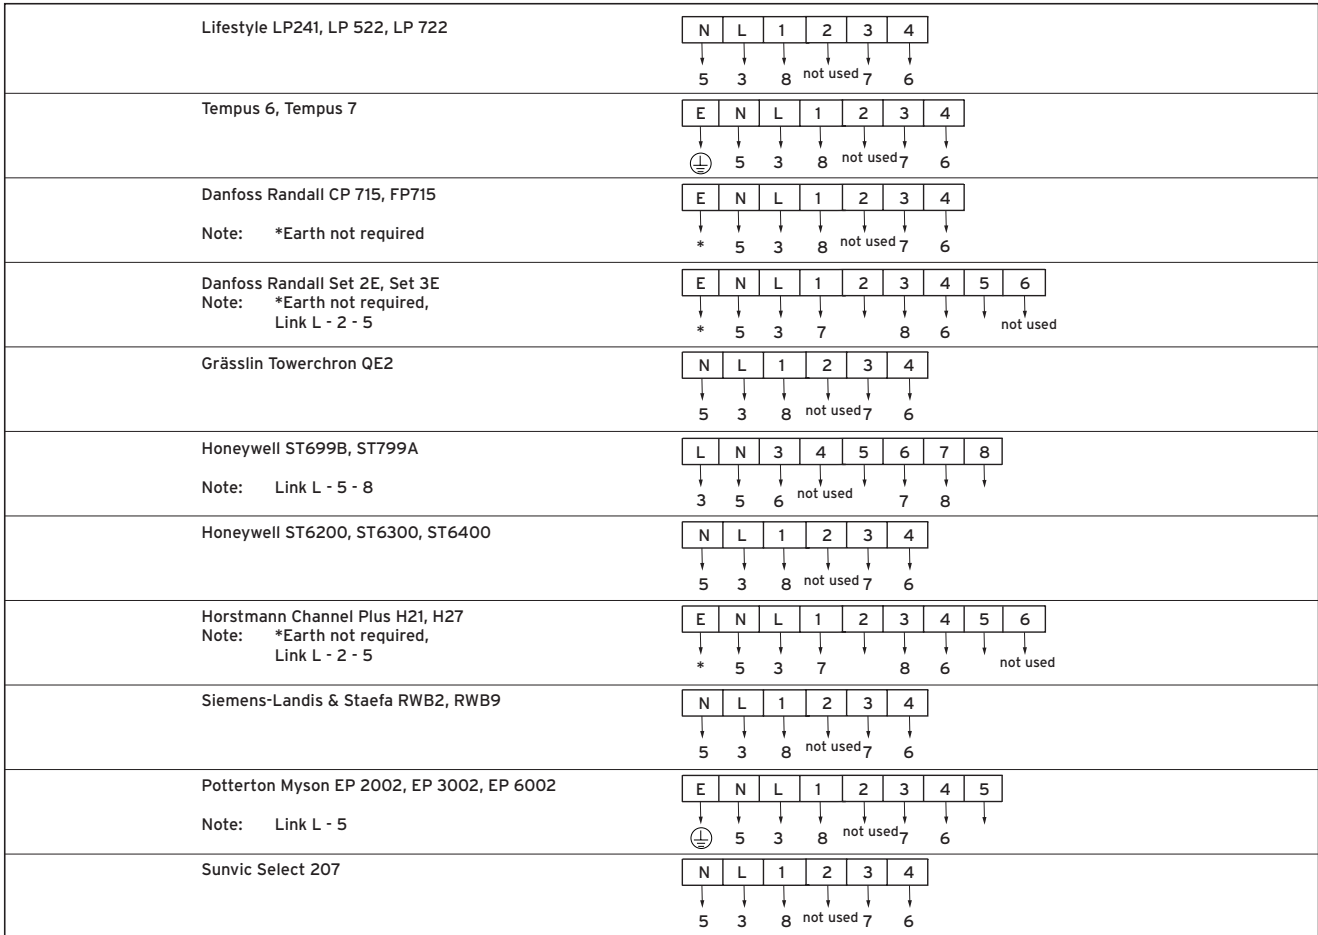 Lifestyle LP241, LP 522, LP 722
N L 1 2 3 4
5 3 8 not used 7 6
Tempus 6, Tempus 7
E N L 1 2 3 4
5 3 8 not used 7 6
Danfoss Randall CP 715, FP715
Note: *Earth not required
E N L 1 2 3 4
* 5 3 8 not used 7 6
Danfoss Randall Set 2E, Set 3E
Note: *Earth not required,
Link L - 2 - 5
E N L 1 2 3 4 5 6
* 5 3 7 8 6 not used
Grässlin Towerchron QE2
N L 1 2 3 4
5 3 8 not used 7 6
Honeywell ST699B, ST799A
Note: Link L - 5 - 8
L N 3 4 5 6 7 8
3 5 6 not used 7 8
Honeywell ST6200, ST6300, ST6400
N L 1 2 3 4
5 3 8 not used 7 6
Horstmann Channel Plus H21, H27
Note: *Earth not required,
Link L - 2 - 5
E N L 1 2 3 4 5 6
* 5 3 7 8 6 not used
Siemens-Landis & Staefa RWB2, RWB9
N L 1 2 3 4
5 3 8 not used 7 6
Potterton Myson EP 2002, EP 3002, EP 6002
Note: Link L - 5
E N L 1 2 3 4 5
5 3 8 not used 7 6
Sunvic Select 207
N L 1 2 3 4
5 3 8 not used 7 6